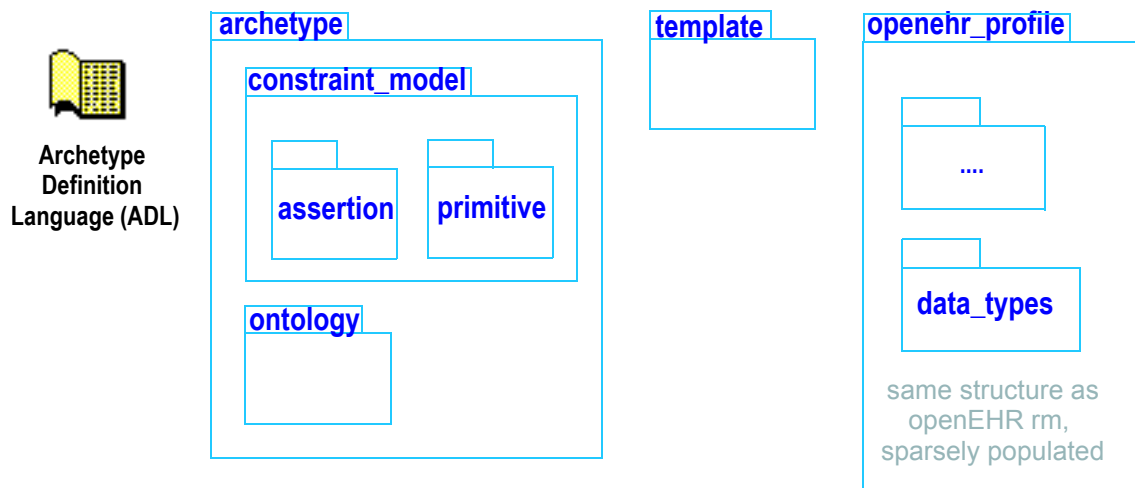 archetype
template
openehr_profile
constraint_model
Archetype
Definition
Language (ADL)
assertion
primitive
....
ontology
data_types
same structure as
openEHR rm,
sparsely populated